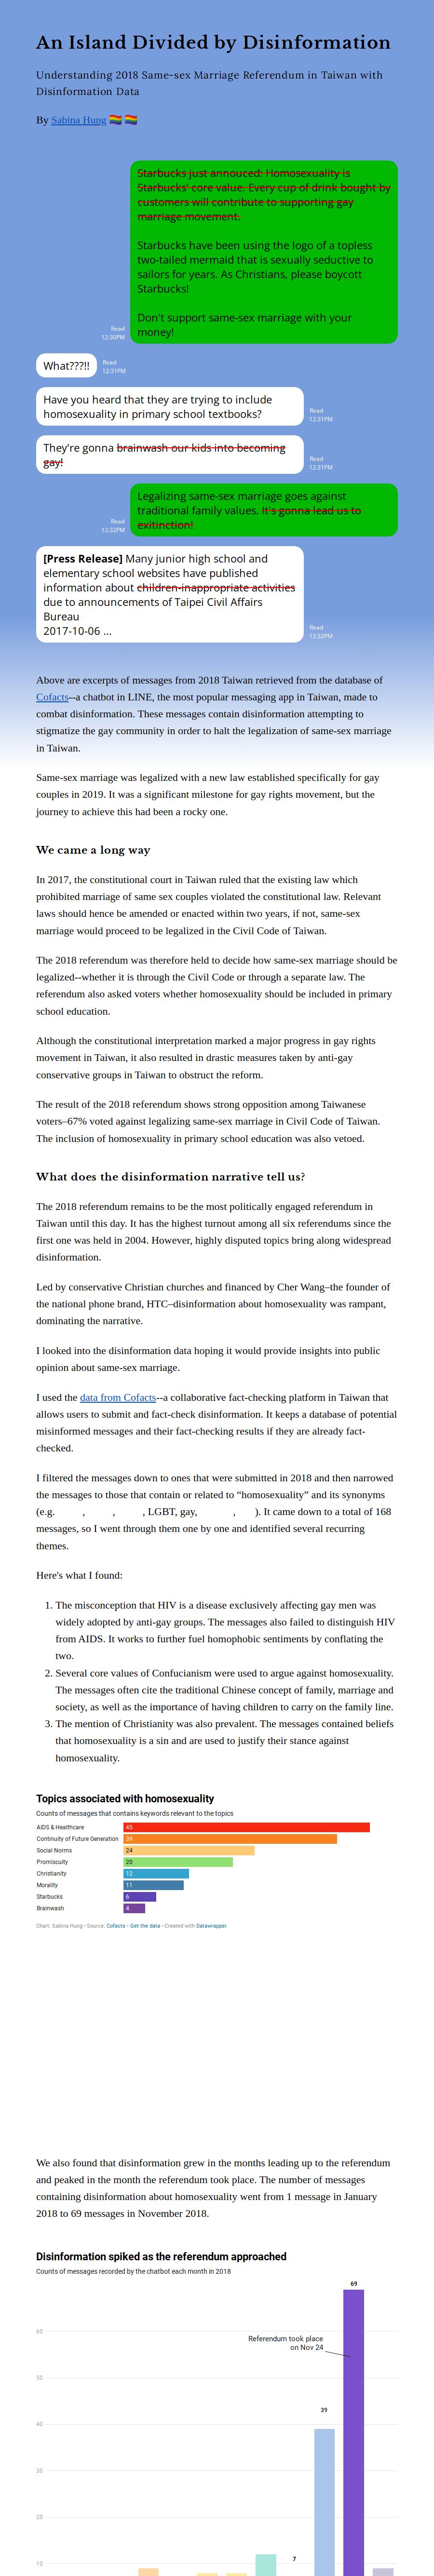 An Island Divided by Disinformation
Understanding 2018 Same-sex Marriage Referendum in Taiwan with
Disinformation Data
By Sabina Hung 🏳️‍🌈 🏳️‍🌈
Starbucks just annouced: Homosexuality is
Starbucks' core value. Every cup of drink bought by
customers will contribute to supporting gay
marriage movement.
Starbucks have been using the logo of a topless
two-tailed mermaid that is sexually seductive to
sailors for years. As Christians, please boycott
Starbucks!
Don't support same-sex marriage with your
money!
Read
12:30PM
What???!!
Read
12:31PM
Have you heard that they are trying to include
homosexuality in primary school textbooks?
Read
12:31PM
They're gonna brainwash our kids into becoming
gay!
Read
12:31PM
Legalizing same-sex marriage goes against
traditional family values. It's gonna lead us to
exitinction!
Read
12:32PM
[Press Release] Many junior high school and
elementary school websites have published
information about children-inappropriate activities
due to announcements of Taipei Civil Affairs
Bureau
2017-10-06 ...
Read
12:32PM
Above are excerpts of messages from 2018 Taiwan retrieved from the database of
Cofacts--a chatbot in LINE, the most popular messaging app in Taiwan, made to
combat disinformation. These messages contain disinformation attempting to
stigmatize the gay community in order to halt the legalization of same-sex marriage
in Taiwan.
Same-sex marriage was legalized with a new law established specifically for gay
couples in 2019. It was a significant milestone for gay rights movement, but the
journey to achieve this had been a rocky one.
We came a long way
In 2017, the constitutional court in Taiwan ruled that the existing law which
prohibited marriage of same sex couples violated the constitutional law. Relevant
laws should hence be amended or enacted within two years, if not, same-sex
marriage would proceed to be legalized in the Civil Code of Taiwan.
The 2018 referendum was therefore held to decide how same-sex marriage should be
legalized--whether it is through the Civil Code or through a separate law. The
referendum also asked voters whether homosexuality should be included in primary
school education.
Although the constitutional interpretation marked a major progress in gay rights
movement in Taiwan, it also resulted in drastic measures taken by anti-gay
conservative groups in Taiwan to obstruct the reform.
The result of the 2018 referendum shows strong opposition among Taiwanese
voters–67% voted against legalizing same-sex marriage in Civil Code of Taiwan.
The inclusion of homosexuality in primary school education was also vetoed.
What does the disinformation narrative tell us?
The 2018 referendum remains to be the most politically engaged referendum in
Taiwan until this day. It has the highest turnout among all six referendums since the
first one was held in 2004. However, highly disputed topics bring along widespread
disinformation.
Led by conservative Christian churches and financed by Cher Wang–the founder of
the national phone brand, HTC–disinformation about homosexuality was rampant,
dominating the narrative.
I looked into the disinformation data hoping it would provide insights into public
opinion about same-sex marriage.
I used the data from Cofacts--a collaborative fact-checking platform in Taiwan that
allows users to submit and fact-check disinformation. It keeps a database of potential
misinformed messages and their fact-checking results if they are already fact-
checked.
I filtered the messages down to ones that were submitted in 2018 and then narrowed
the messages to those that contain or related to “homosexuality” and its synonyms
(e.g. , , , LGBT, gay, , ). It came down to a total of 168
messages, so I went through them one by one and identified several recurring
themes.
Here's what I found:
1. The misconception that HIV is a disease exclusively affecting gay men was
widely adopted by anti-gay groups. The messages also failed to distinguish HIV
from AIDS. It works to further fuel homophobic sentiments by conflating the
two.
2. Several core values of Confucianism were used to argue against homosexuality.
The messages often cite the traditional Chinese concept of family, marriage and
society, as well as the importance of having children to carry on the family line.
3. The mention of Christianity was also prevalent. The messages contained beliefs
that homosexuality is a sin and are used to justify their stance against
homosexuality.
Topics associated with homosexuality
Counts of messages that contains keywords relevant to the topics
AIDS & Healthcare 45
Continuity of Future Generation 39
Social Norms 24
Promiscuity 20
Christianity 12
Morality 11
Starbucks 6
Brainwash 4
Chart: Sabina Hung • Source: Cofacts • Get the data • Created with Datawrapper
We also found that disinformation grew in the months leading up to the referendum
and peaked in the month the referendum took place. The number of messages
containing disinformation about homosexuality went from 1 message in January
2018 to 69 messages in November 2018.
Disinformation spiked as the referendum approached
Counts of messages recorded by the chatbot each month in 2018
69
60
Referendum took place
on Nov 24
50
39
40
30
20
7
10